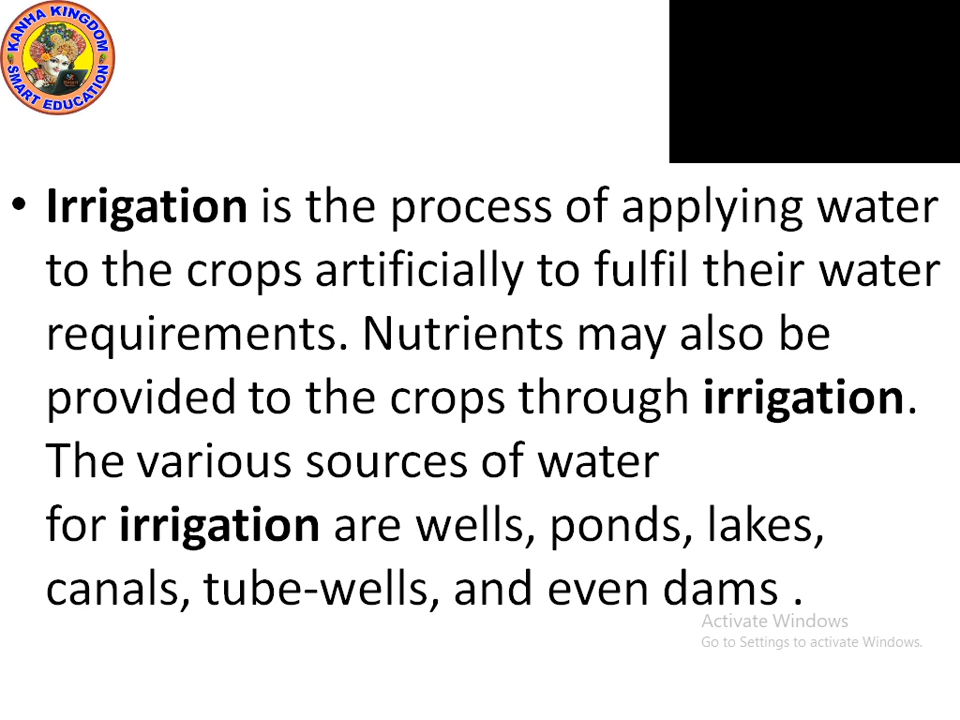 KANHA KINGDOM
SMART EDUCATION
• Irrigation is the process of applying water
to the crops artificially to fulfil their water
requirements. Nutrients may also be
provided to the crops through irrigation.
The various sources of water
for irrigation are wells, ponds, lakes,
canals, tube-wells, and even dams .
Activate Windows
Go to Settings to activate Windows.